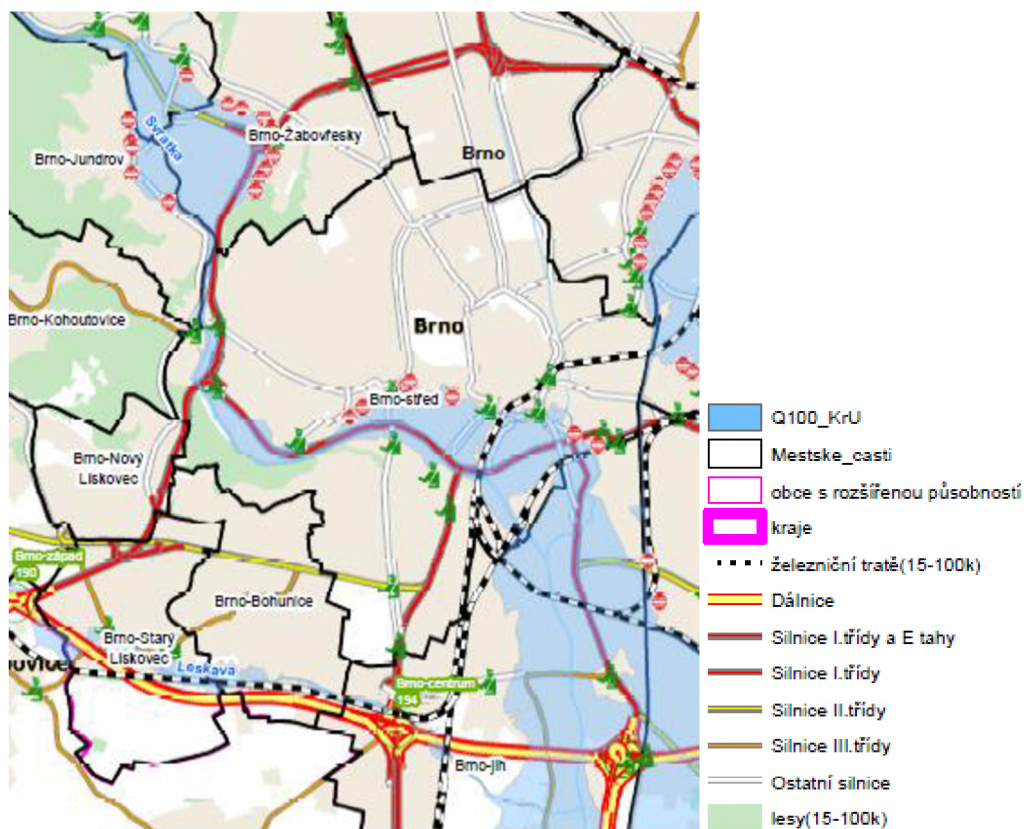 Svratka
Brno-Žabovřesky
Brno-Jundrov
Brno
Brno-Kohoutovice
Brno
Brno-střed
Brno-Nový
Lískovec
Brno-západ
190
Brno-Bohunice
Brno-Starý
Lískovec
ovice
Leskava
Brno-centrum
194
Brno-jih
Q100_KrU
Mestske_casti
obce s rozšířenou působností
kraje
železniční tratě(15-100k)
Dálnice
Silnice I.třídy a E tahy
Silnice I.třídy
Silnice II.třídy
Silnice III.třídy
Ostatní silnice
lesy(15-100k)